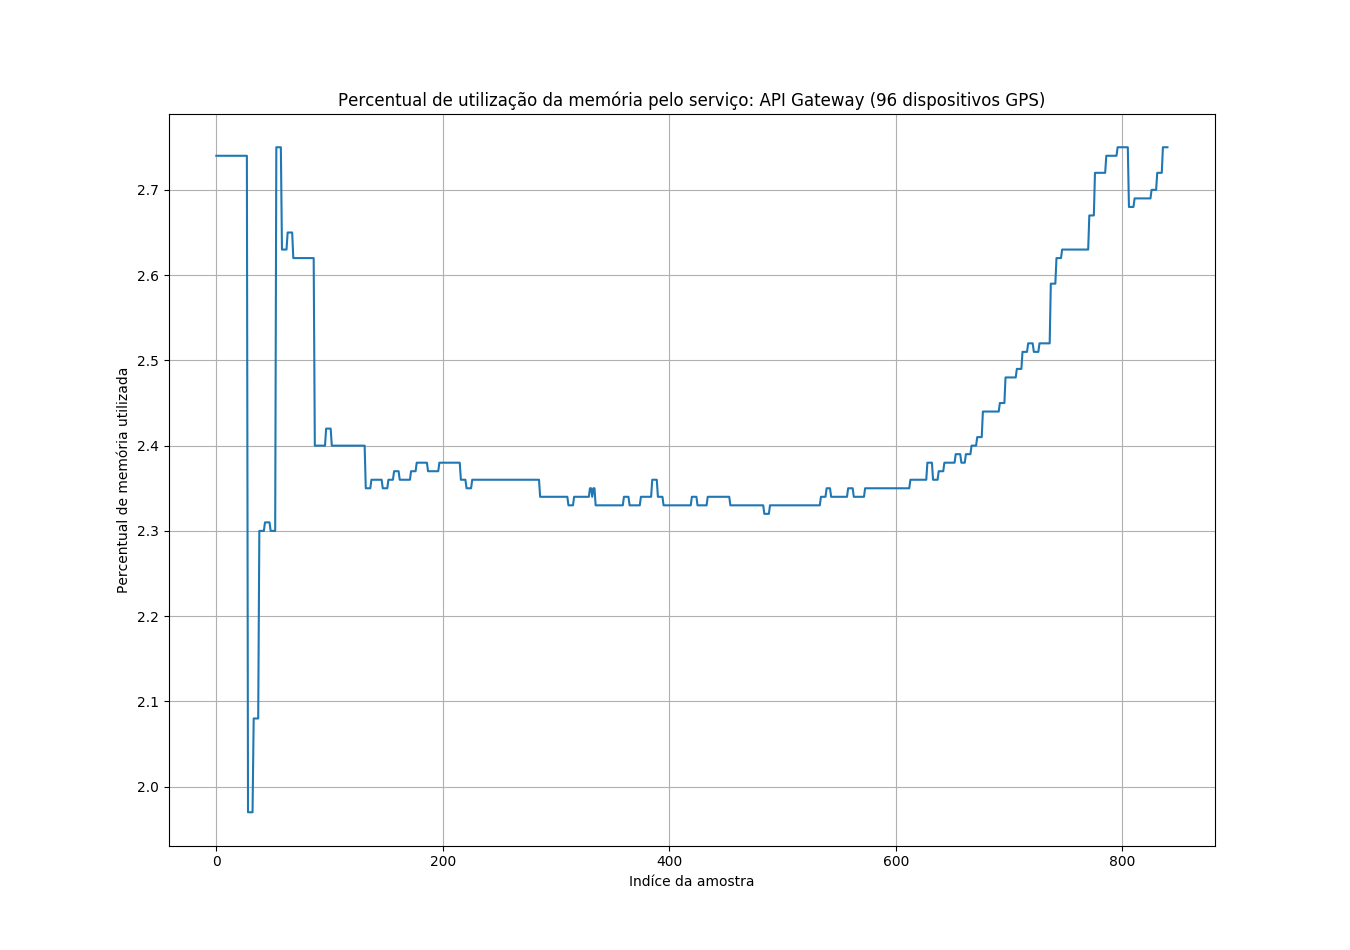 Percentual de utilização da memória pelo serviço: API Gateway (96 dispositivos GPS)
Percentual de memória utilizada
2.7
2.6
2.5
2.4
2.3
2.2
2.1
2.0
0 200 400 600 800
Indíce da amostra